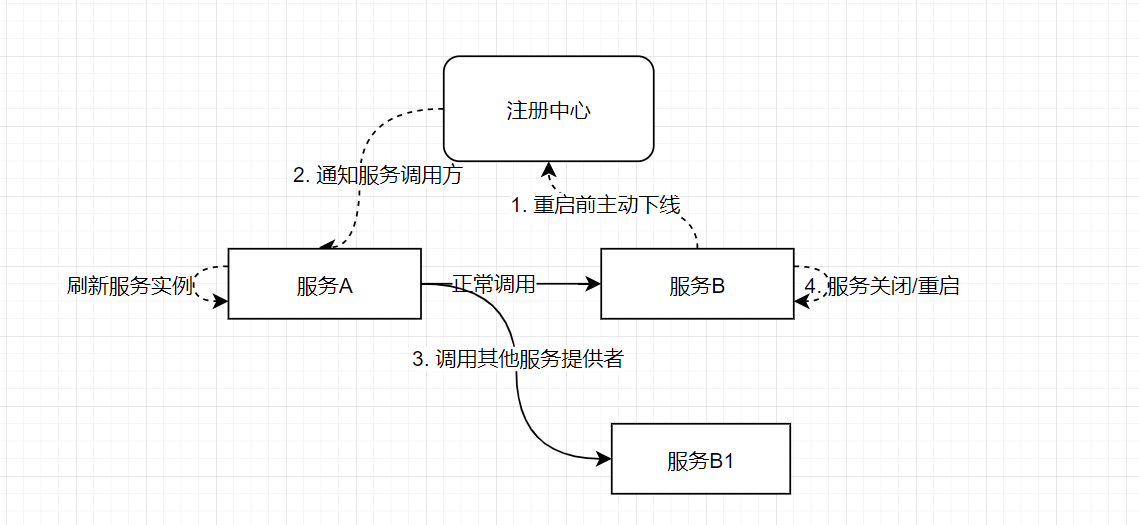 注册中心
2. 通知服务调用方
1. 重启前主动下线
刷新服务实例
服务A
正常调用
服务B
4. 服务关闭/重启
3. 调用其他服务提供者
服务B1